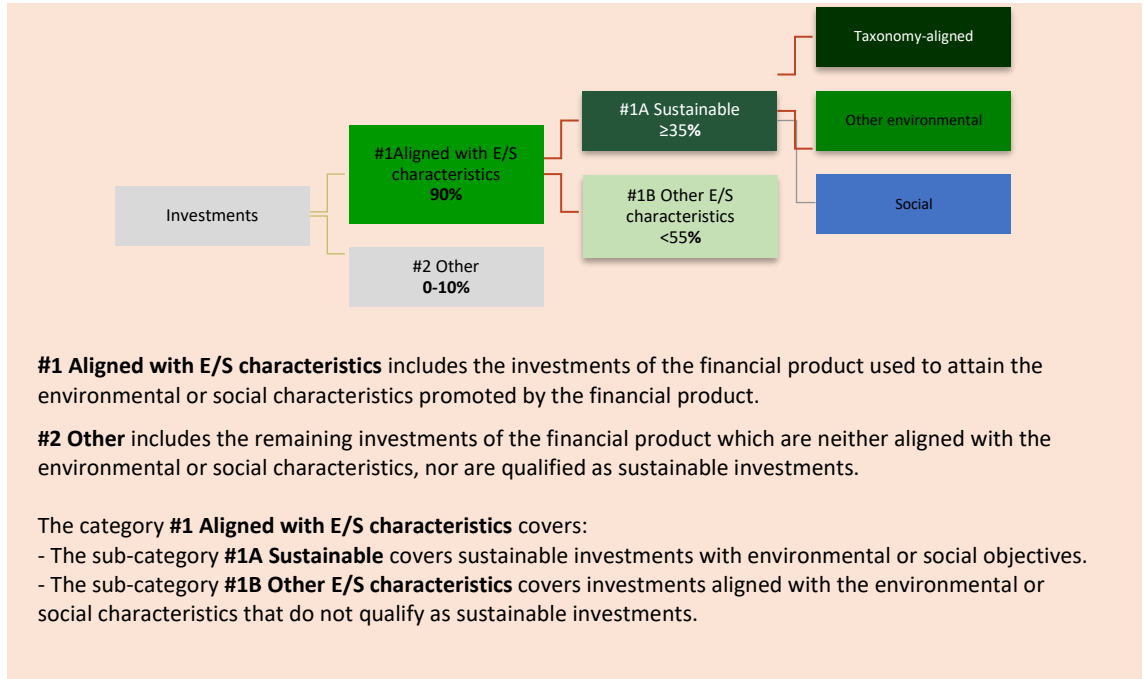 Taxonomy-aligned
#1A Sustainable
≥35%
Other environmental
#1Aligned with E/S
characteristics
90%
#1B Other E/S
characteristics
<55%
Investments
Social
#2 Other
0-10%
#1 Aligned with E/S characteristics includes the investments of the financial product used to attain the
environmental or social characteristics promoted by the financial product.
#2 Other includes the remaining investments of the financial product which are neither aligned with the
environmental or social characteristics, nor are qualified as sustainable investments.
The category #1 Aligned with E/S characteristics covers:
- The sub-category #1A Sustainable covers sustainable investments with environmental or social objectives.
- The sub-category #1B Other E/S characteristics covers investments aligned with the environmental or
social characteristics that do not qualify as sustainable investments.